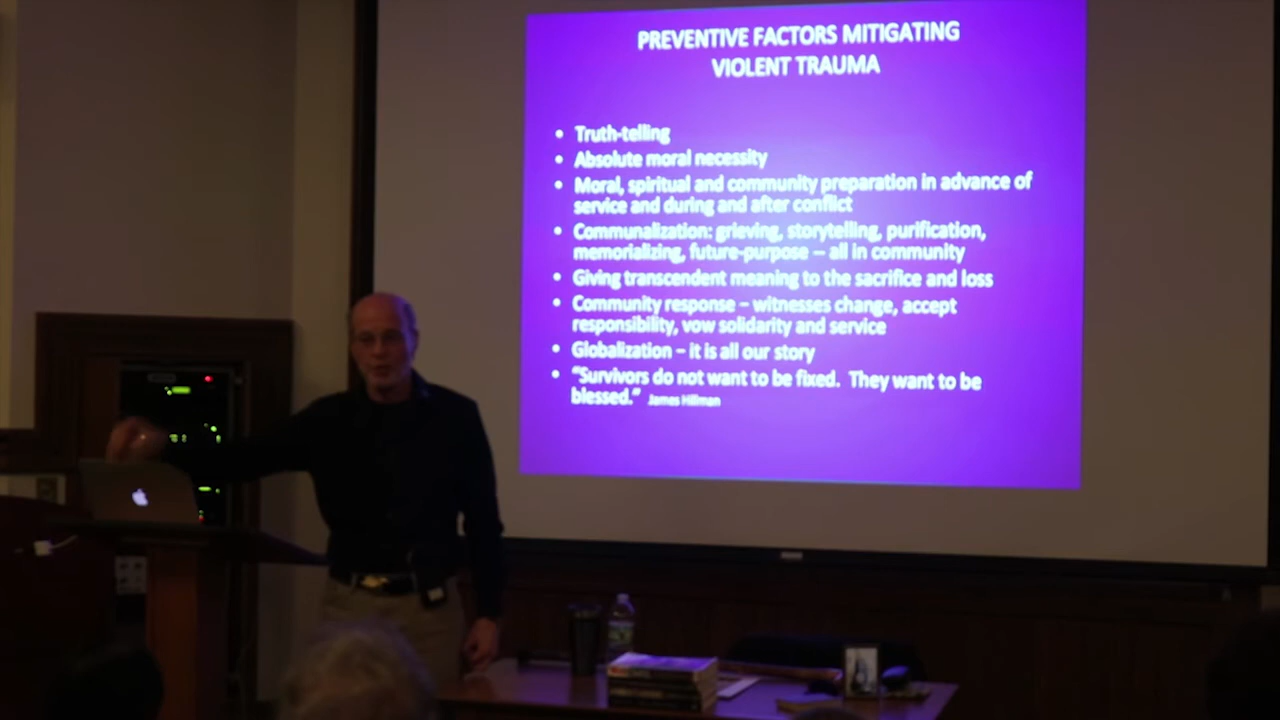 PREVENTIVE FACTORS MITIGATING
VIOLENT TRAUMA
• Truth-telling
• Absolute moral necessity
• Moral, spiritual and community preparation in advance of
service and during and after conflict
• Communalization: grieving, storytelling, purification,
memorializing, future-purpose – all in community
• Giving transcendent meaning to the sacrifice and loss
• Community response – witnesses change, accept
responsibility, vow solidarity and service
• Globalization – it is all our story
• “Survivors do not want to be fixed. They want to be
blessed.” James Hillman